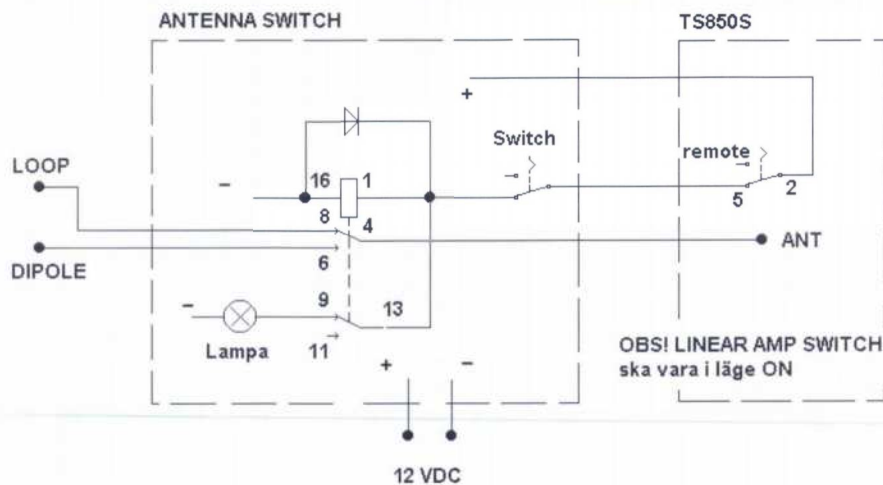 ANTENNA SWITCH
TS850S
+
Switch
remote
LOOP
–
16
1
2
5
8
4
ANT
6
DIPOLE
–
9
13
Lampa
11
+
–
OBS! LINEAR AMP SWITCH
ska vara i läge ON
12 VDC